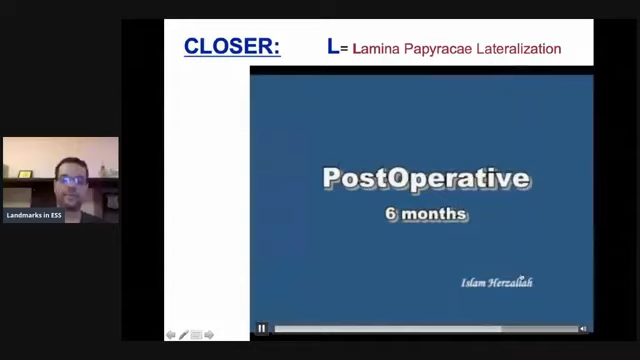 CLOSER: L= Lamina Papyracae Lateralization
PostOperative
6 months
Islam Herzallah
Landmarks in ESS